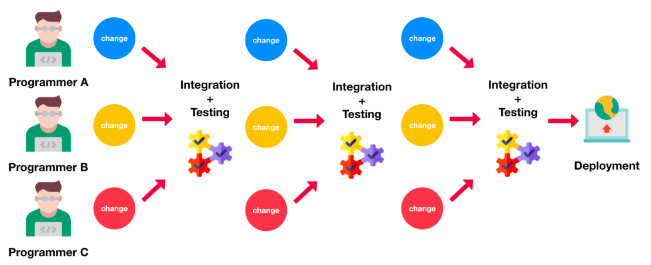 change
change
change
Programmer A
Integration
+
Testing
Integration
+
Testing
Integration
+
Testing
change
change
change
Programmer B
Deployment
change
change
change
Programmer C